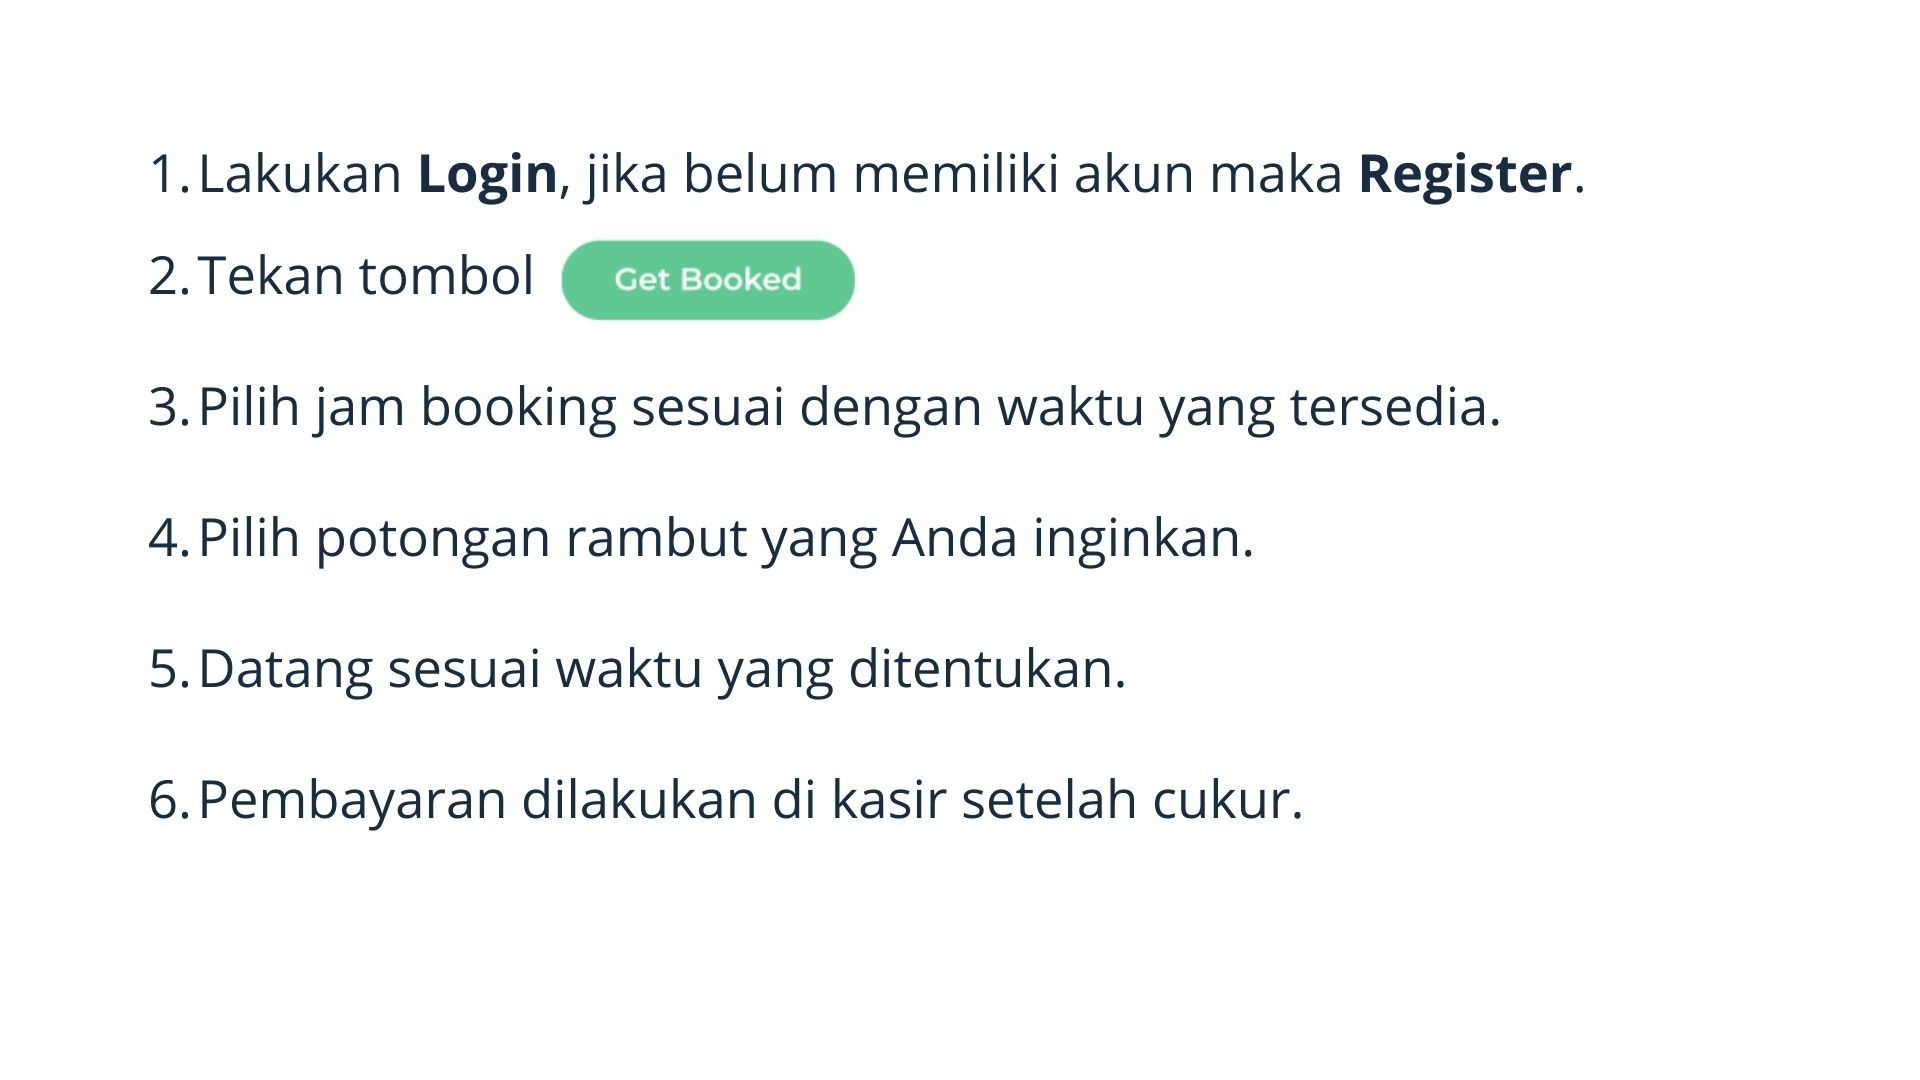 1. Lakukan Login, jika belum memiliki akun maka Register.
2. Tekan tombol Get Booked
3. Pilih jam booking sesuai dengan waktu yang tersedia.
4. Pilih potongan rambut yang Anda inginkan.
5. Datang sesuai waktu yang ditentukan.
6. Pembayaran dilakukan di kasir setelah cukur.